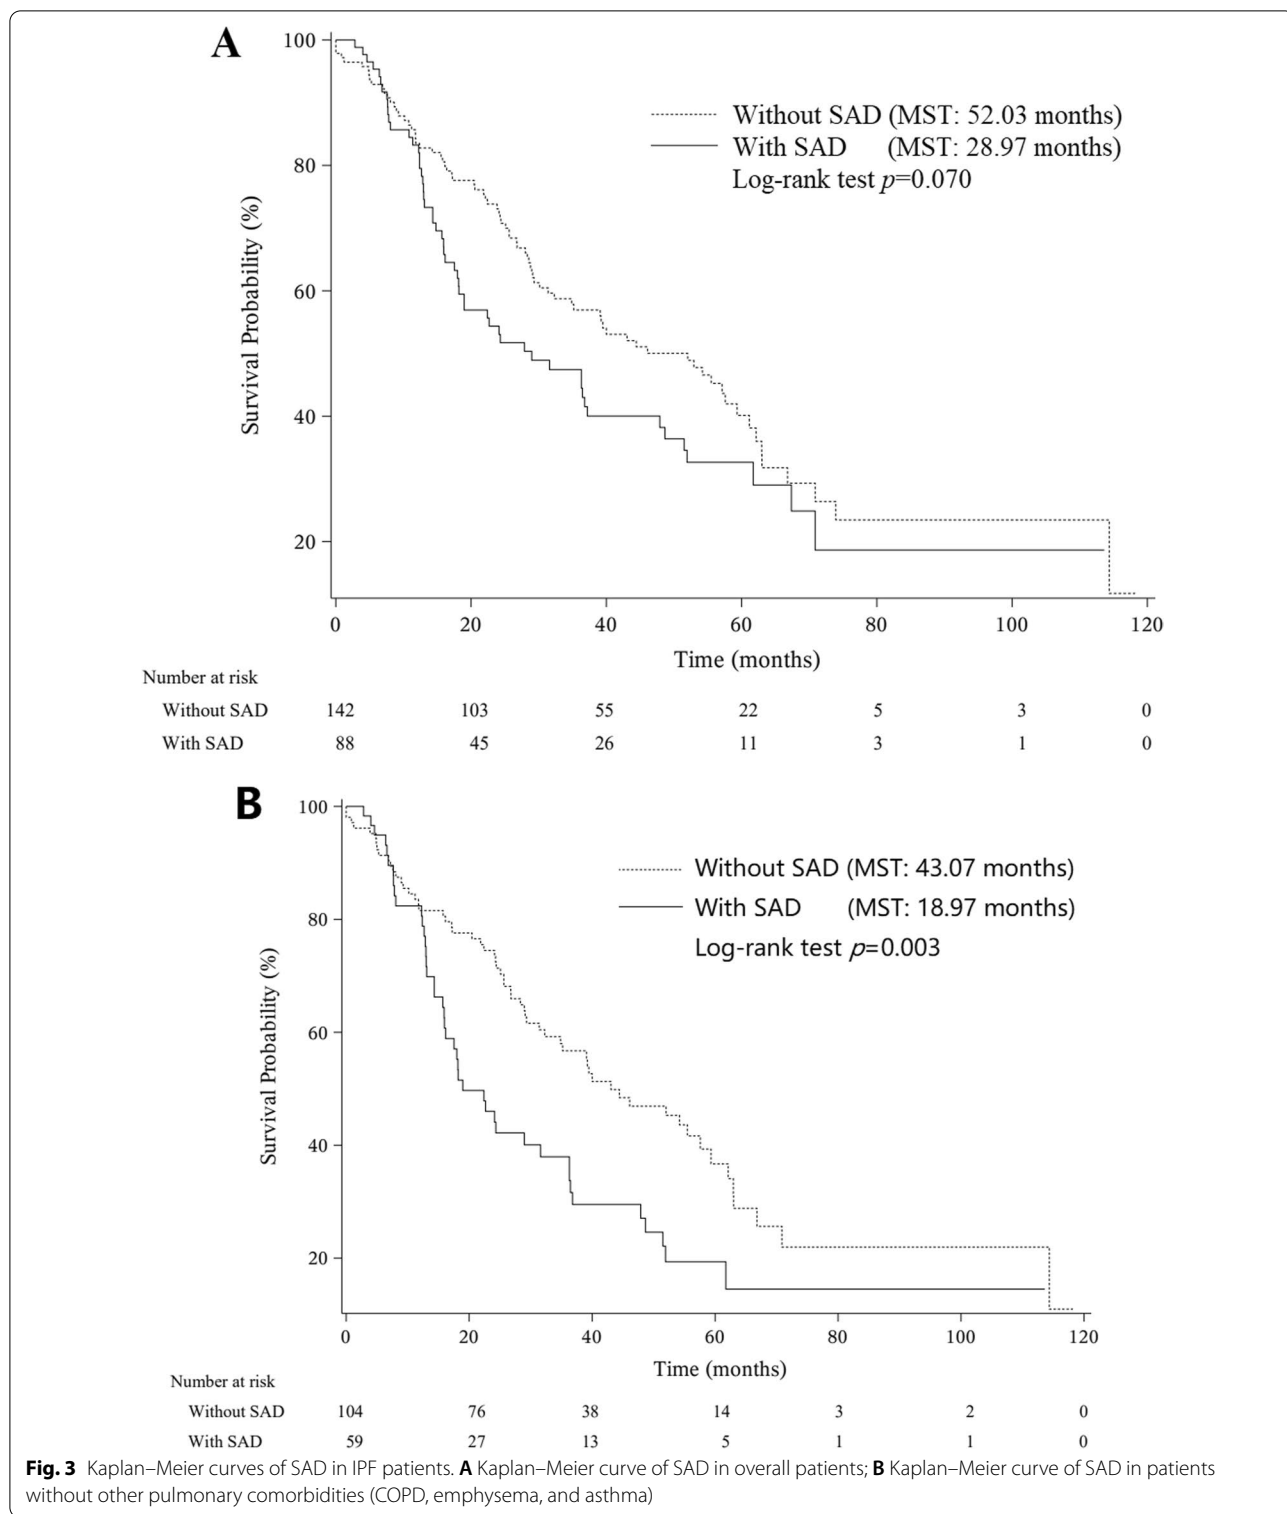 A
100
80
60
40
20
Survival Probability (%)
Without SAD (MST: 52.03 months)
With SAD (MST: 28.97 months)
Log-rank test p=0.070
0 20 40 60 80 100 120
Time (months)
Number at risk
Without SAD 142 103 55 22 5 3 0
With SAD 88 45 26 11 3 1 0
B
100
80
60
40
20
Survival Probability (%)
Without SAD (MST: 43.07 months)
With SAD (MST: 18.97 months)
Log-rank test p=0.003
0 20 40 60 80 100 120
Time (months)
Number at risk
Without SAD 104 76 38 14 3 2 0
With SAD 59 27 13 5 1 1 0
Fig. 3 Kaplan–Meier curves of SAD in IPF patients. A Kaplan–Meier curve of SAD in overall patients; B Kaplan–Meier curve of SAD in patients
without other pulmonary comorbidities (COPD, emphysema, and asthma)